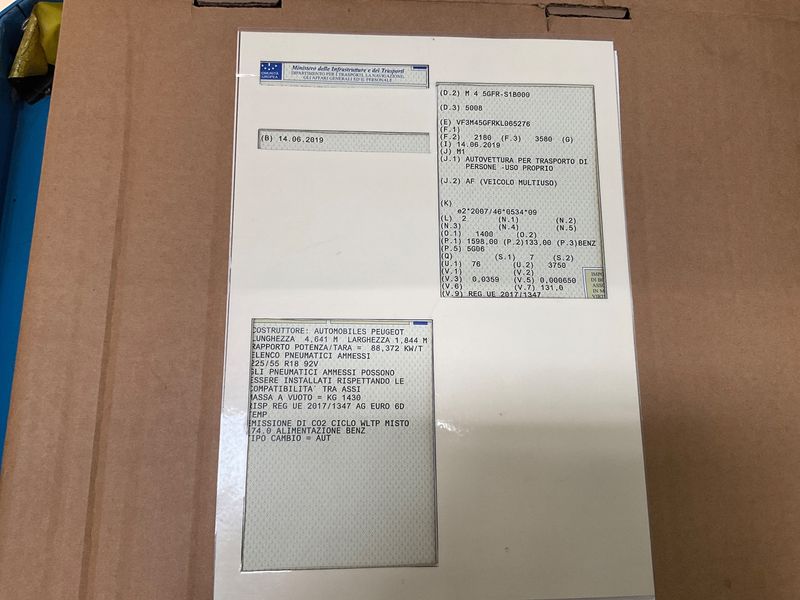 COMUNITÀ
EUROPEA
Ministero delle Infrastrutture e dei Trasporti
DIPARTIMENTO PER I TRASPORTI, LA NAVIGAZIONE,
GLI AFFARI GENERALI ED IL PERSONALE
(B) 14.06.2019
(D.2) M 4 5GFR-S1B000
(D.3) 5008
(E) VF3M45GFRKL065276
(F.1)
(F.2) 2180 (F.3) 3580 (G)
(I) 14.06.2019
(J) M1
(J.1) AUTOVETTURA PER TRASPORTO DI
PERSONE -USO PROPRIO
(J.2) AF (VEICOLO MULTIUSO)
(K)
e2*2007/46*0534*09
(L) 2 (N.1) (N.2)
(N.3) (N.4) (N.5)
(O.1) 1400 (O.2)
(P.1) 1598,00 (P.2)133,00 (P.3)BENZ
(P.5) 5G06
(Q) (S.1) 7 (S.2)
(U.1) 76 (U.2) 3750
(V.1) (V.2)
(V.3) 0,0359 (V.5) 0,000650
(V.6) (V.7) 131,0
(V.9) REG UE 2017/1347
IMPO
DI B
ASSO
IN M
VIRTU
COSTRUTTORE: AUTOMOBILES PEUGEOT
LUNGHEZZA 4,641 M LARGHEZZA 1,844 M
RAPPORTO POTENZA/TARA = 88,372 KW/T
ELENCO PNEUMATICI AMMESSI
225/55 R18 92V
GLI PNEUMATICI AMMESSI POSSONO
ESSERE INSTALLATI RISPETTANDO LE
COMPATIBILITA' TRA ASSI
MASSA A VUOTO = KG 1430
RISP REG UE 2017/1347 AG EURO 6D
TEMP
EMISSIONE DI CO2 CICLO WLTP MISTO
174.0 ALIMENTAZIONE BENZ
TIPO CAMBIO = AUT